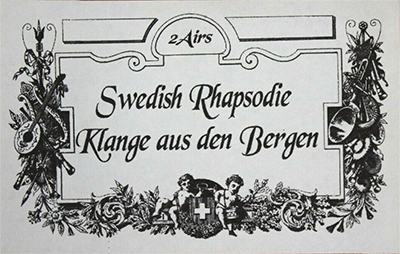 2 Airs
Swedish Rhapsodie
Klange aus den Bergen